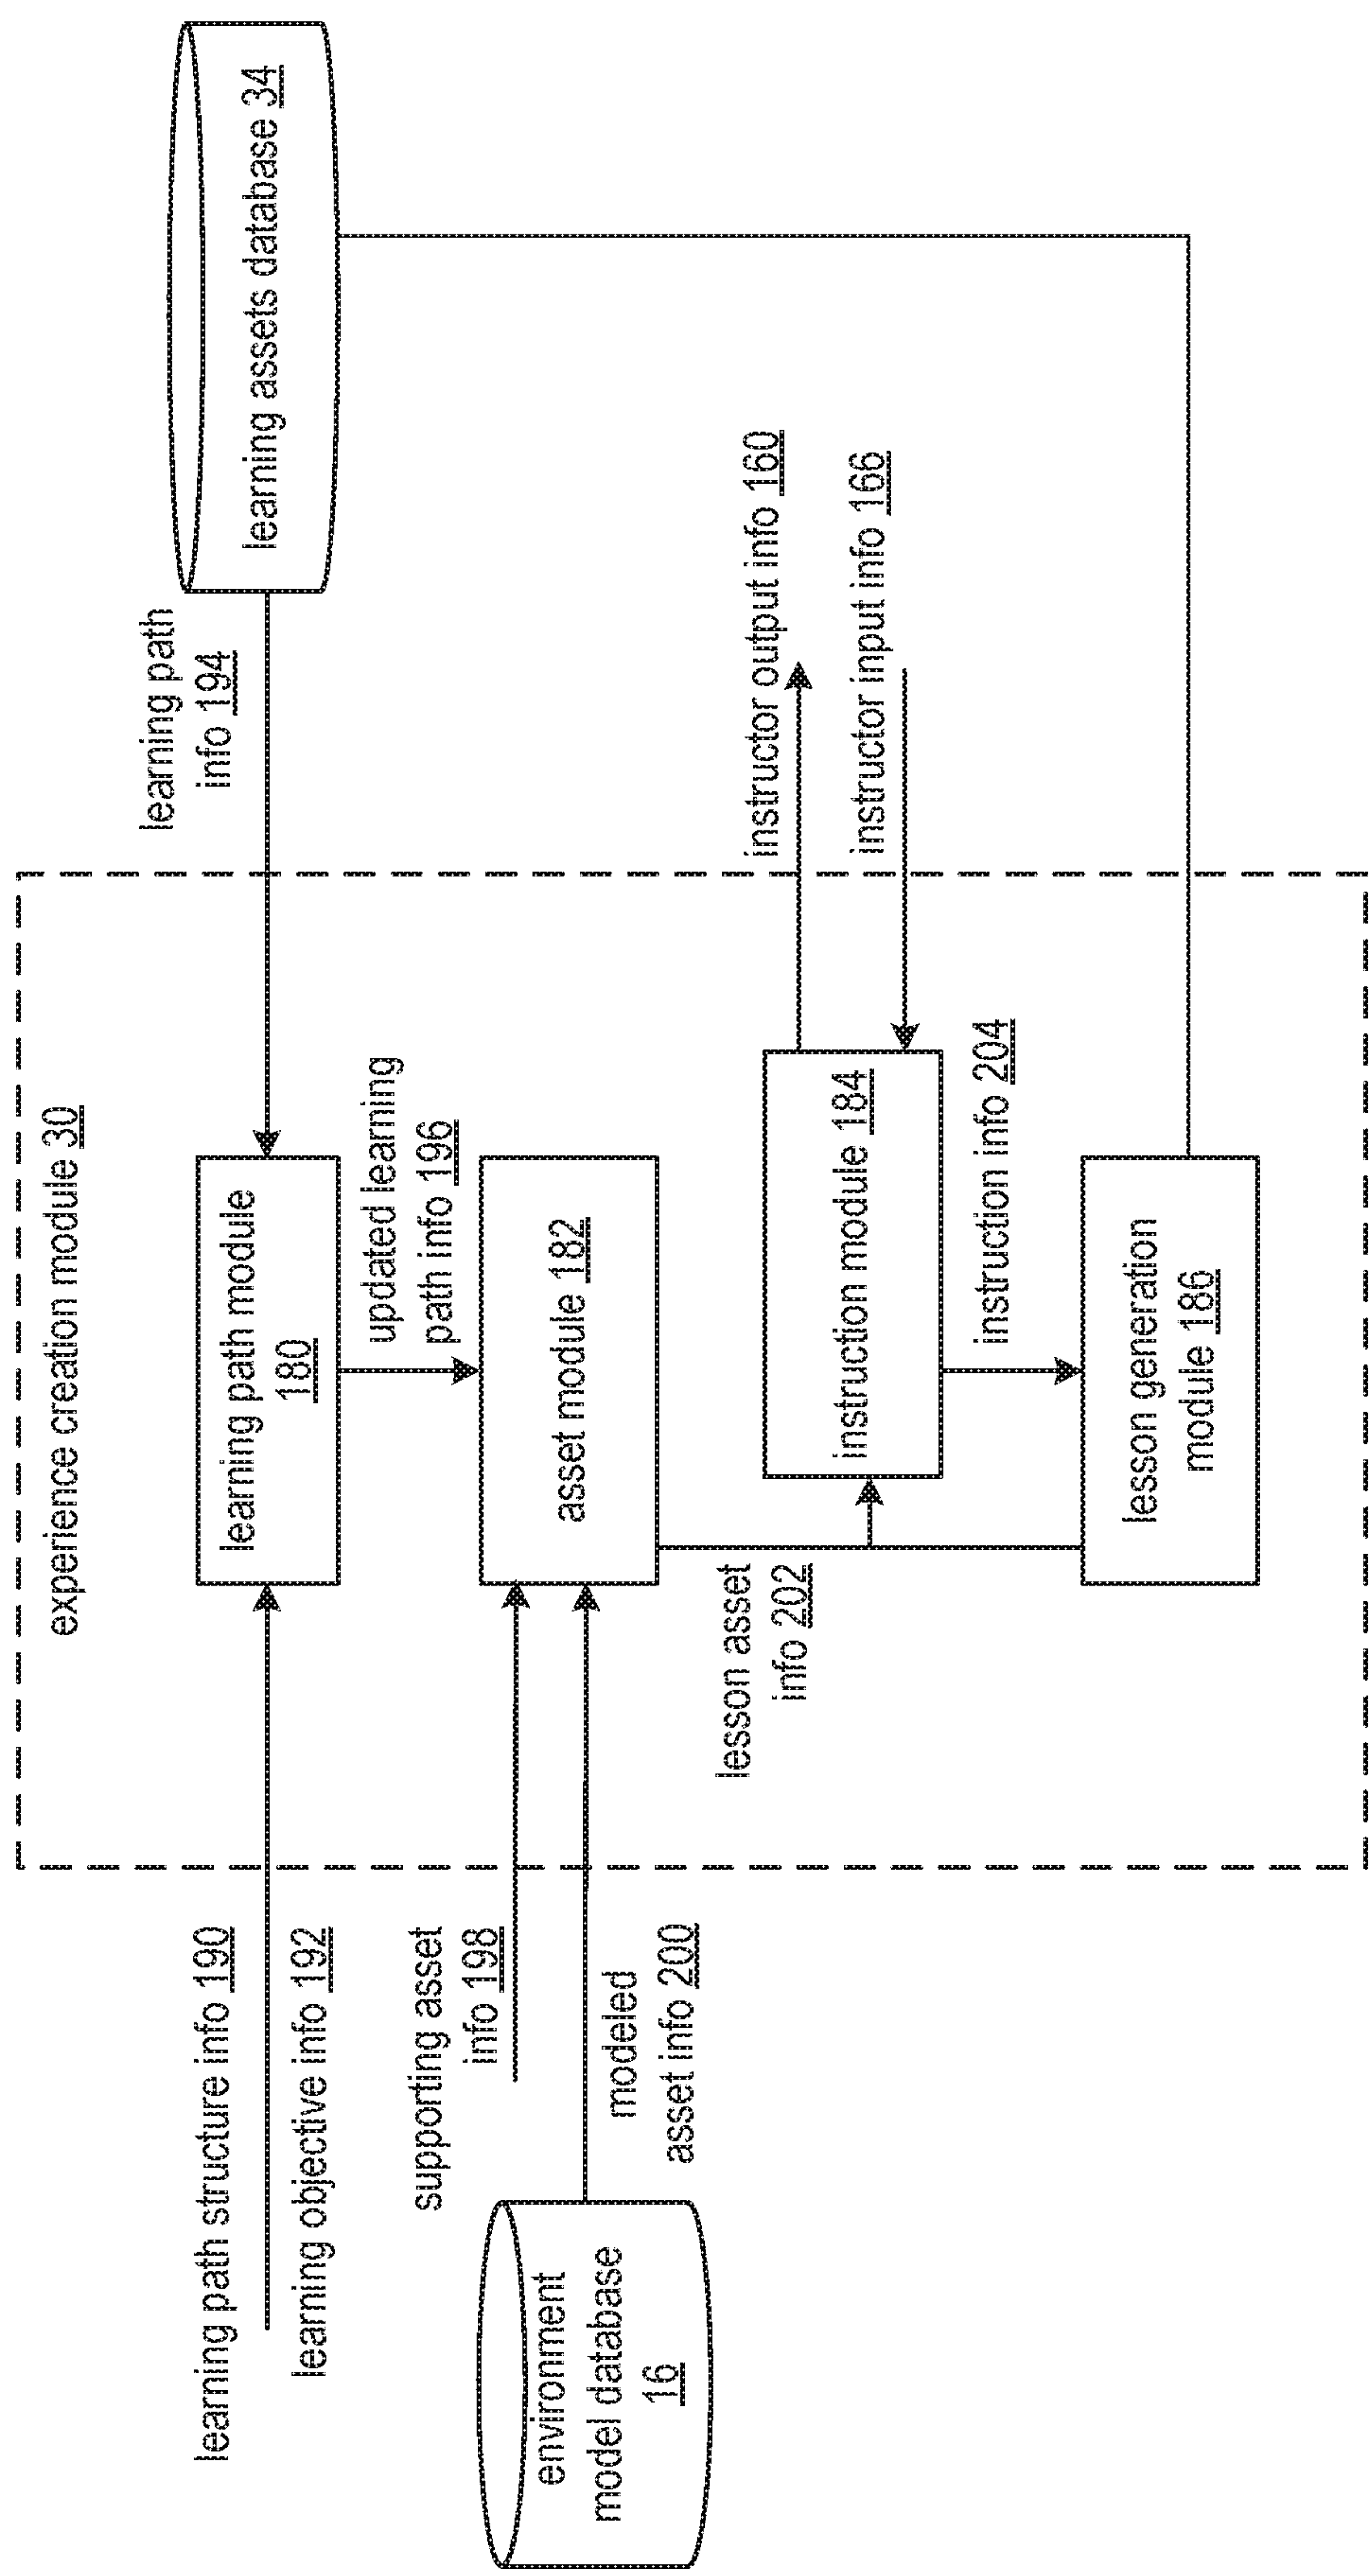 experience creation module 30
learning path structure info 190
learning objective info 192
learning path module
180
learning path
info 194
learning assets database 34
updated learning
path info 196
supporting asset
info 198
environment
model database
16
modeled
asset info 200
asset module 182
lesson asset
info 202
instruction module 184
instructor output info 160
instructor input info 166
instruction info 204
lesson generation
module 186